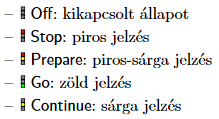 – Off: kikapcsolt állapot
– Stop: piros jelzés
– Prepare: piros-sárga jelzés
– Go: zöld jelzés
– Continue: sárga jelzés